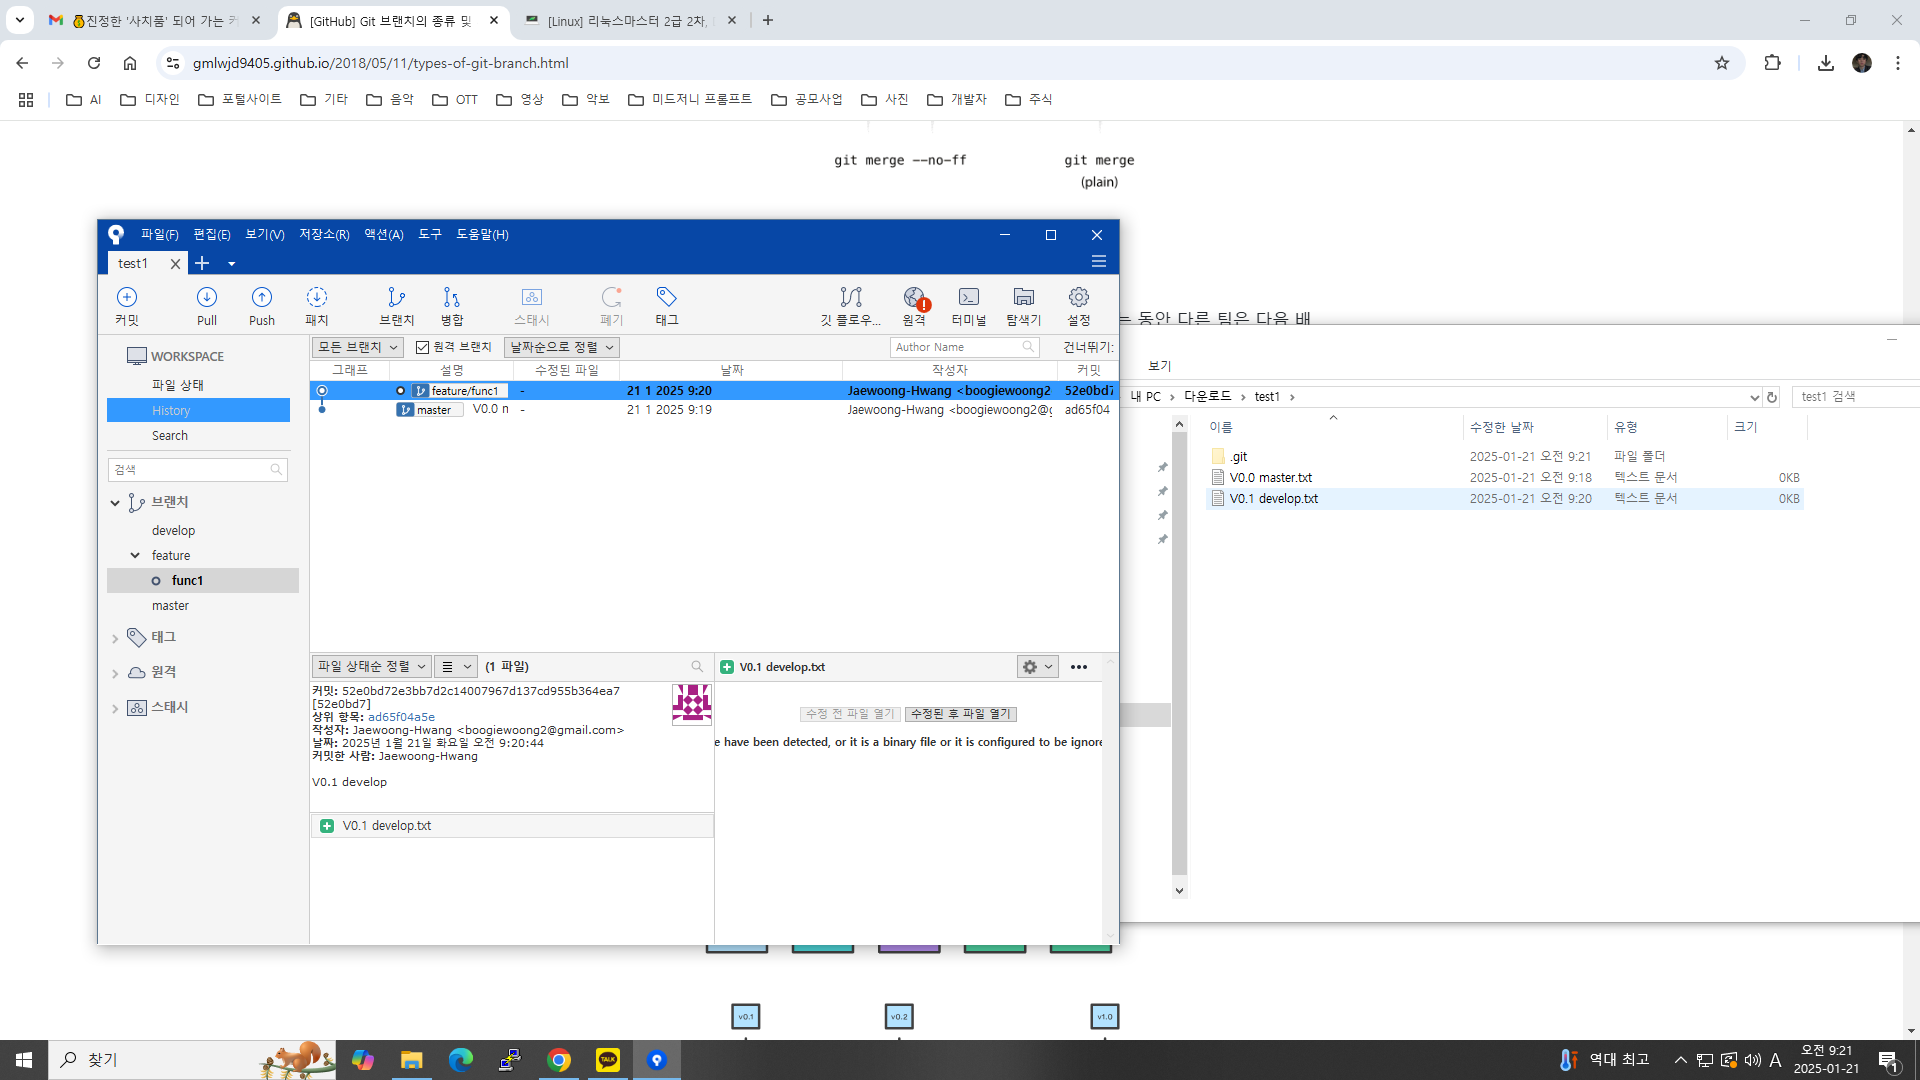 진정한 '사치품' 되어 가는 커
[GitHub] Git 브랜치의 종류 및
[Linux] 리눅스마스터 2급 2차,
gmlwjd9405.github.io/2018/05/11/types-of-git-branch.html
AI
디자인
포털사이트
기타
음악
OTT
영상
악보
미드저니 프롬프트
공모사업
사진
개발자
주식
git merge --no-ff
git merge
(plain)
파일(F)
편집(E)
보기(V)
저장소(R)
액션(A)
도구
도움말(H)
test1
커밋
Pull
Push
패치
브랜치
병합
스태시
폐기
태그
깃 플로우...
원격
터미널
탐색기
설정
동안 다른 팀은 다음 배
WORKSPACE
파일 상태
History
Search
검색
브랜치
develop
feature
func1
master
태그
원격
스태시
모든 브랜치
원격 브랜치
날짜순으로 정렬
Author Name
건너뛰기:
그래프
설명
수정된 파일
날짜
작성자
커밋
feature/func1
-
21 1 2025 9:20
Jaewoong-Hwang <boogiewoong2
52e0bd7
master
V0.0 m
-
21 1 2025 9:19
Jaewoong-Hwang <boogiewoong2@g
ad65f04
파일 상태순 정렬
(1 파일)
커밋: 52e0bd72e3bb7d2c14007967d137cd955b364ea7
[52e0bd7]
상위 항목: ad65f04a5e
작성자: Jaewoong-Hwang <boogiewoong2@gmail.com>
날짜: 2025년 1월 21일 화요일 오전 9:20:44
커밋한 사람: Jaewoong-Hwang
V0.1 develop
V0.1 develop.txt
V0.1 develop.txt
수정 전 파일 열기
수정된 후 파일 열기
e have been detected, or it is a binary file or it is configured to be ignore
보기
내 PC
다운로드
test1
test1 검색
이름
수정한 날짜
유형
크기
.git
2025-01-21 오전 9:21
파일 폴더
V0.0 master.txt
2025-01-21 오전 9:18
텍스트 문서
0KB
V0.1 develop.txt
2025-01-21 오전 9:20
텍스트 문서
0KB
v0.1
v0.2
v1.0
찾기
TALK
역대 최고
A
오전 9:21
2025-01-21
1